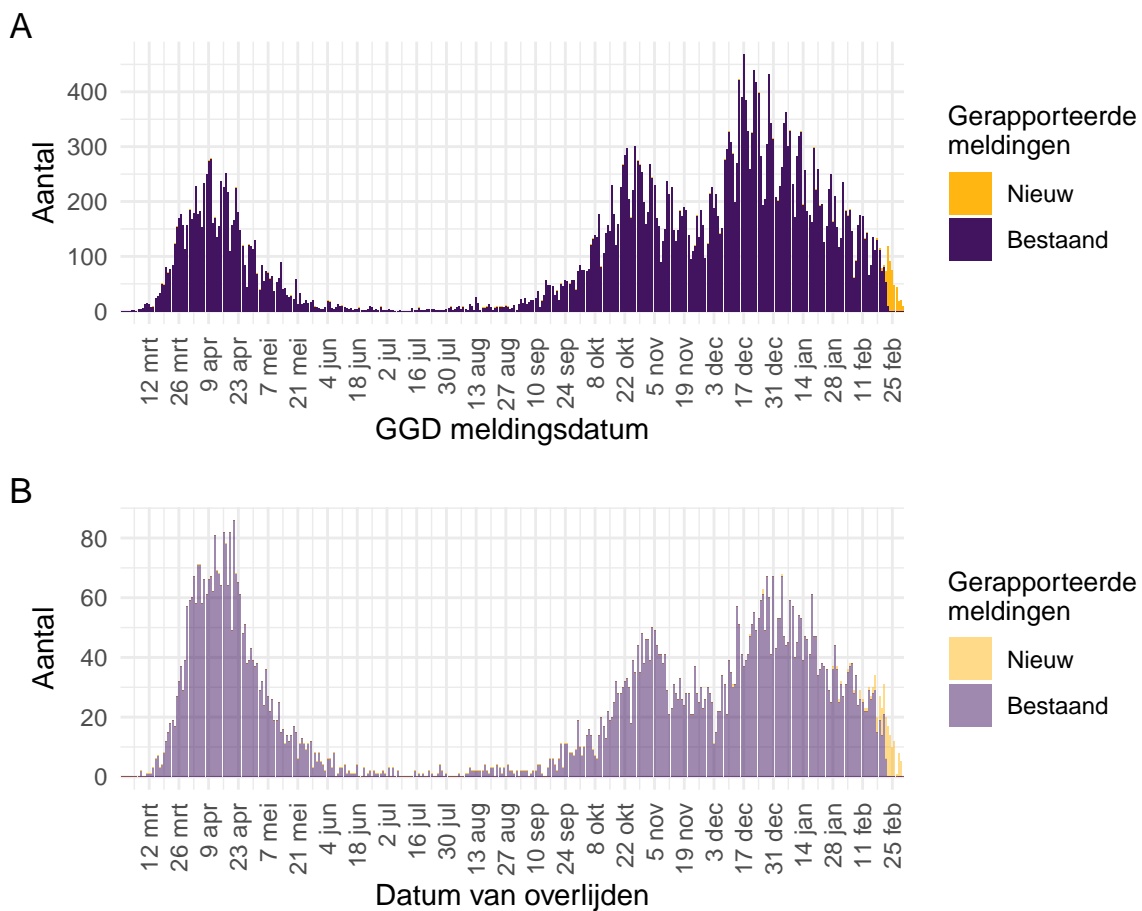 A
Aantal
400
300
200
100
0
12 mrt
26 mrt
9 apr
23 apr
7 mei
21 mei
4 jun
18 jun
2 jul
16 jul
30 jul
13 aug
27 aug
10 sep
24 sep
8 okt
22 okt
5 nov
19 nov
3 dec
17 dec
31 dec
14 jan
28 jan
11 feb
25 feb
GGD meldingsdatum
Gerapporteerde
meldingen
Nieuw
Bestaand
B
Aantal
80
60
40
20
0
12 mrt
26 mrt
9 apr
23 apr
7 mei
21 mei
4 jun
18 jun
2 jul
16 jul
30 jul
13 aug
27 aug
10 sep
24 sep
8 okt
22 okt
5 nov
19 nov
3 dec
17 dec
31 dec
14 jan
28 jan
11 feb
25 feb
Datum van overlijden
Gerapporteerde
meldingen
Nieuw
Bestaand